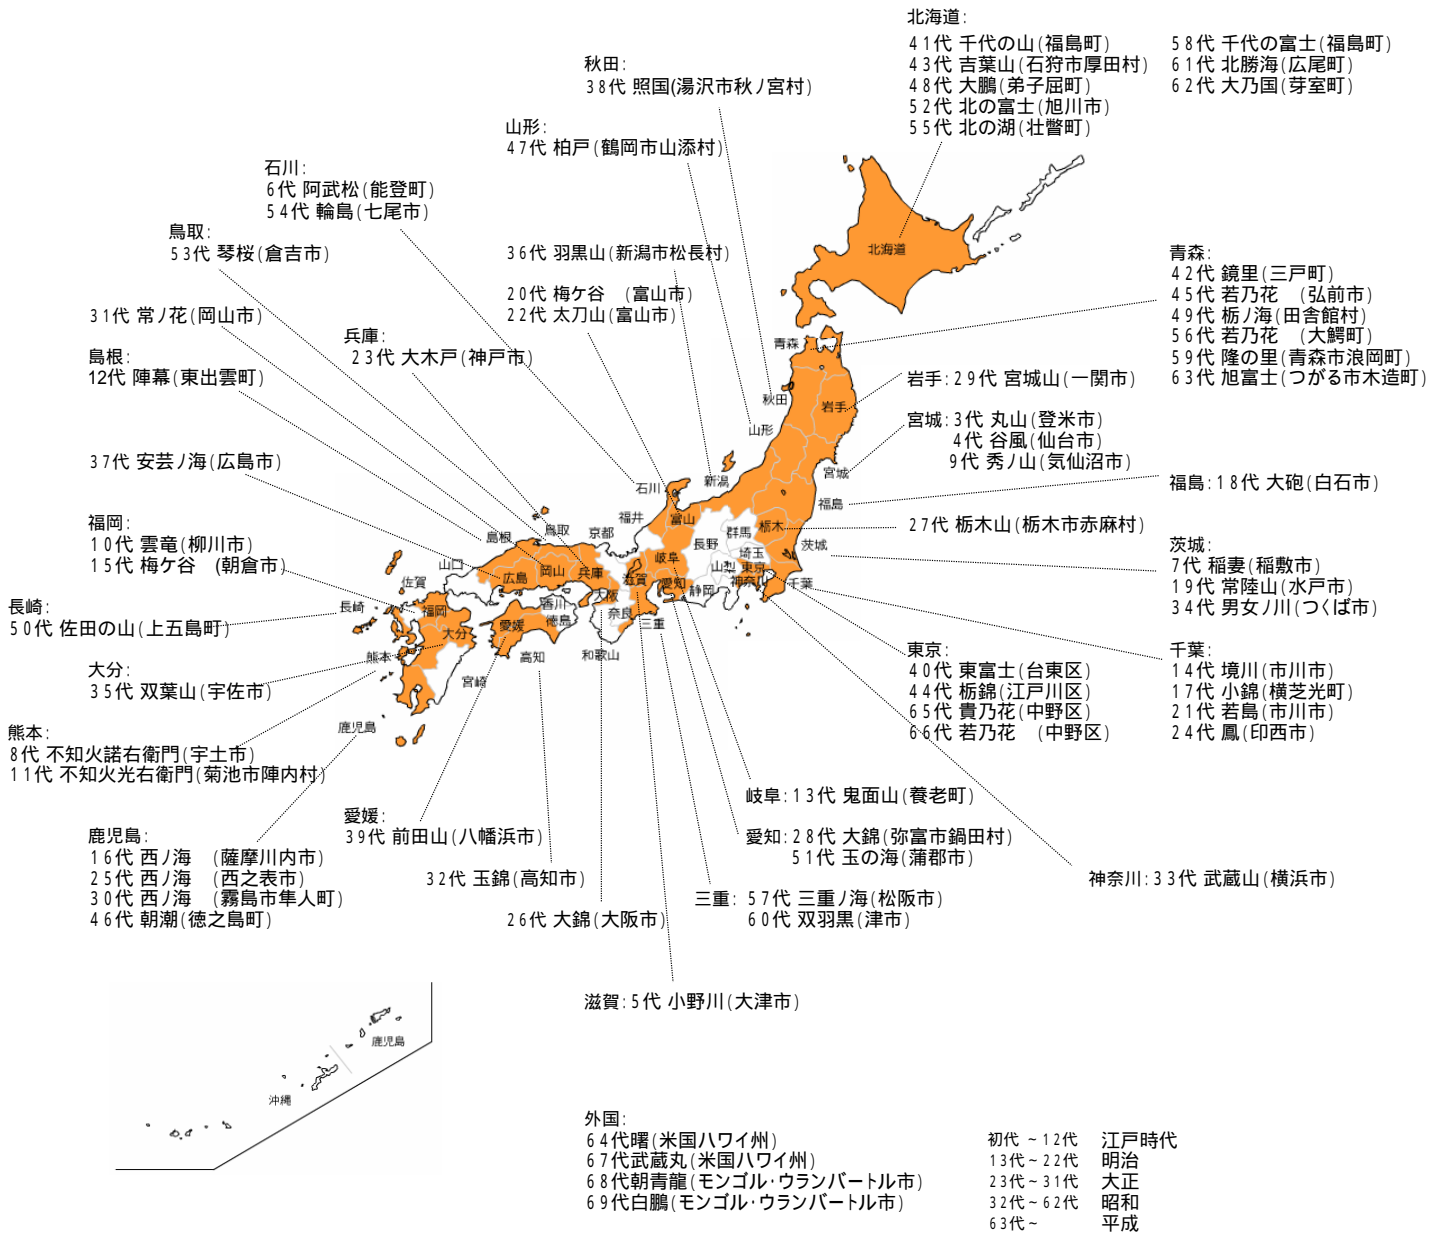 北海道:
41代 千代の山(福島町)
43代 吉葉山(石狩市厚田村)
48代 大鵬(弟子屈町)
52代 北の富士(旭川市)
55代 北の湖(壮瞥町)
58代 千代の富士(福島町)
61代 北勝海(広尾町)
62代 大乃国(芽室町)
秋田:
38代 照国(湯沢市秋ノ宮村)
山形:
47代 柏戸(鶴岡市山添村)
石川:
6代 阿武松(能登町)
54代 輪島(七尾市)
鳥取:
53代 琴桜(倉吉市)
36代 羽黒山(新潟市松長村)
20代 梅ケ谷 (富山市)
22代 太刀山(富山市)
31代 常ノ花(岡山市)
兵庫:
23代 大木戸(神戸市)
島根:
12代 陣幕(東出雲町)
37代 安芸ノ海(広島市)
福岡:
10代 雲竜(柳川市)
15代 梅ケ谷 (朝倉市)
長崎:
50代 佐田の山(上五島町)
大分:
35代 双葉山(宇佐市)
熊本:
8代 不知火諾右衛門(宇土市)
11代 不知火光右衛門(菊池市陣内村)
鹿児島:
16代 西ノ海 (薩摩川内市)
25代 西ノ海 (西之表市)
30代 西ノ海 (霧島市隼人町)
46代 朝潮(徳之島町)
愛媛:
39代 前田山(八幡浜市)
32代 玉錦(高知市)
26代 大錦(大阪市)
青森:
42代 鏡里(三戸町)
45代 若乃花 (弘前市)
49代 栃ノ海(田舎館村)
56代 若乃花 (大鰐町)
59代 隆の里(青森市浪岡町)
63代 旭富士(つがる市木造町)
岩手:29代 宮城山(一関市)
宮城:3代 丸山(登米市)
4代 谷風(仙台市)
9代 秀ノ山(気仙沼市)
福島:18代 大砲(白石市)
27代 栃木山(栃木市赤麻村)
茨城:
7代 稲妻(稲敷市)
19代 常陸山(水戸市)
34代 男女ノ川(つくば市)
東京:
40代 東富士(台東区)
44代 栃錦(江戸川区)
65代 貴乃花(中野区)
66代 若乃花 (中野区)
千葉:
14代 境川(市川市)
17代 小錦(横芝光町)
21代 若島(市川市)
24代 鳳(印西市)
岐阜:13代 鬼面山(養老町)
愛知:28代 大錦(弥富市鍋田村)
51代 玉の海(蒲郡市)
神奈川:33代 武蔵山(横浜市)
三重: 57代 三重ノ海(松阪市)
60代 双羽黒(津市)
滋賀:5代 小野川(大津市)
北海道
青森
秋田
岩手
山形
宮城
新潟
福島
石川
富山
栃木
群馬
茨城
福井
長野
埼玉
岐阜
山梨
東京
神奈川
千葉
静岡
愛知
滋賀
京都
鳥取
島根
兵庫
岡山
広島
山口
大阪
奈良
三重
和歌山
香川
徳島
愛媛
高知
佐賀
福岡
長崎
大分
熊本
宮崎
鹿児島
鹿児島
沖縄
外国:
64代曙(米国ハワイ州)
67代武蔵丸(米国ハワイ州)
68代朝青龍(モンゴル・ウランバートル市)
69代白鵬(モンゴル・ウランバートル市)
初代 ~12代 江戸時代
13代~22代 明治
23代~31代 大正
32代~62代 昭和
63代~ 平成